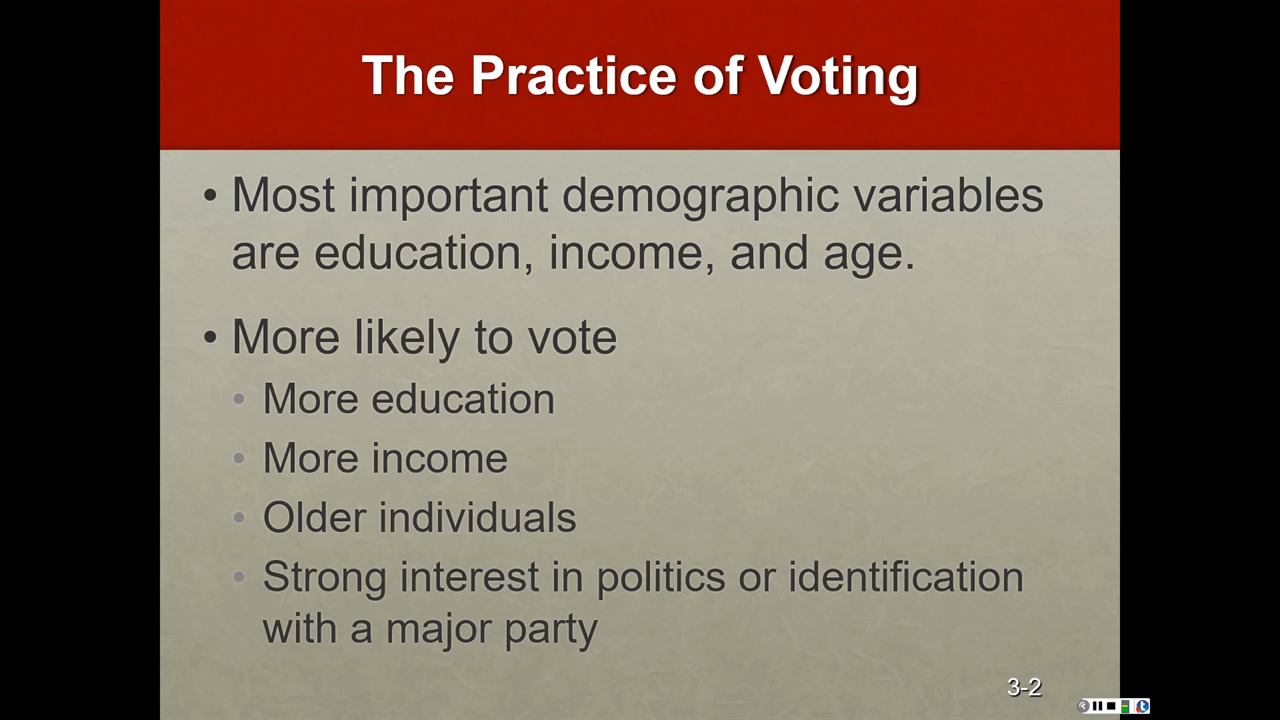 The Practice of Voting
• Most important demographic variables
are education, income, and age.
• More likely to vote
• More education
• More income
• Older individuals
• Strong interest in politics or identification
with a major party
3-2